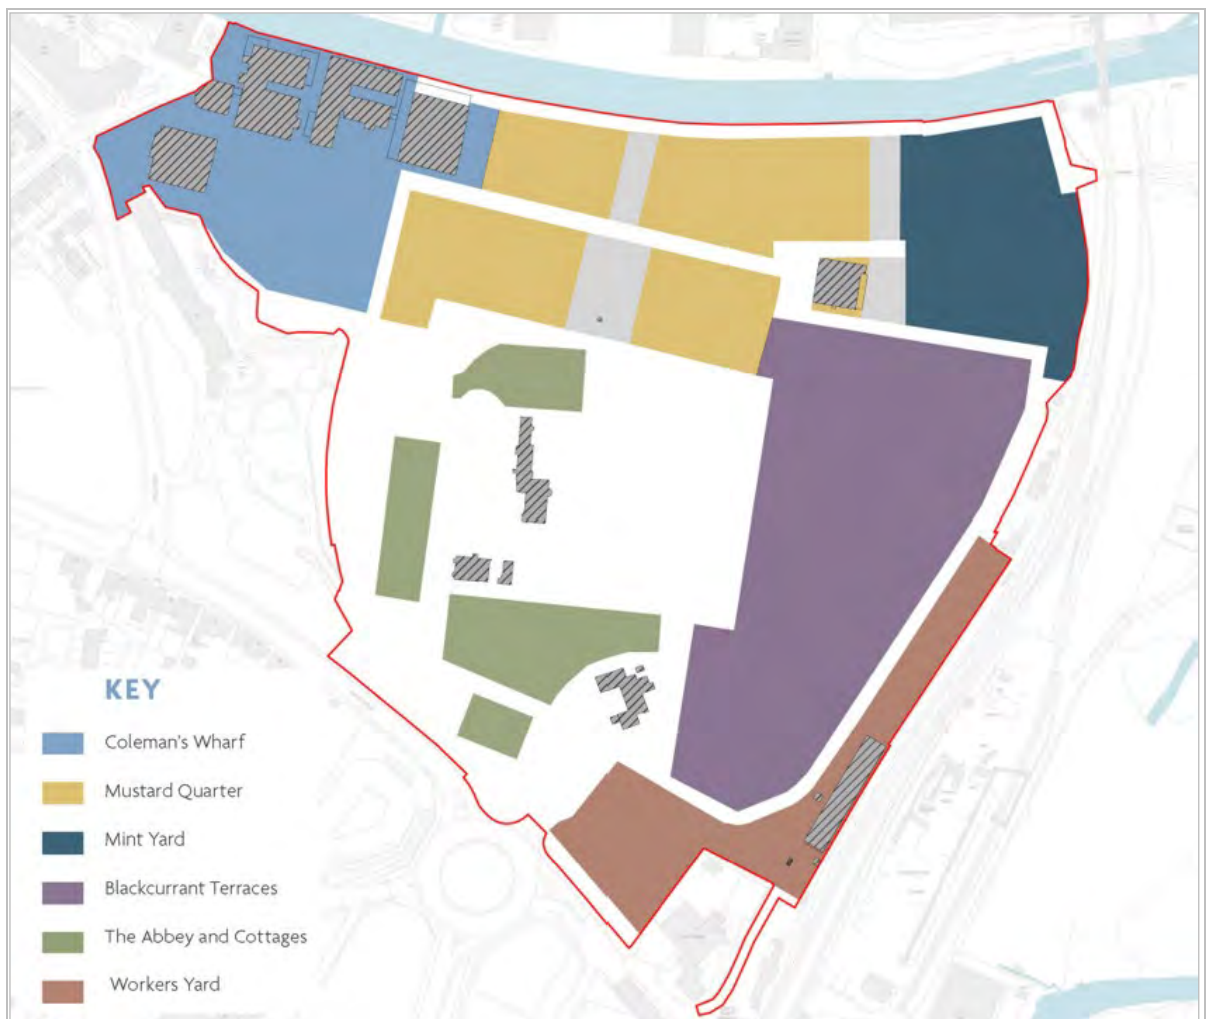 KEY
Coleman's Wharf
Mustard Quarter
Mint Yard
Blackcurrant Terraces
The Abbey and Cottages
Workers Yard